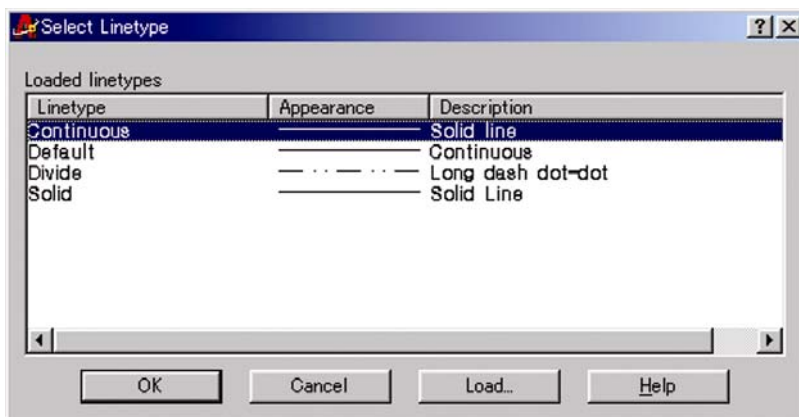 Select Linetype
Loaded linetypes
Linetype Appearance Description
Continuous Solid line
Default Continuous
Divide Long dash dot-dot
Solid Solid Line
OK Cancel Load... Help